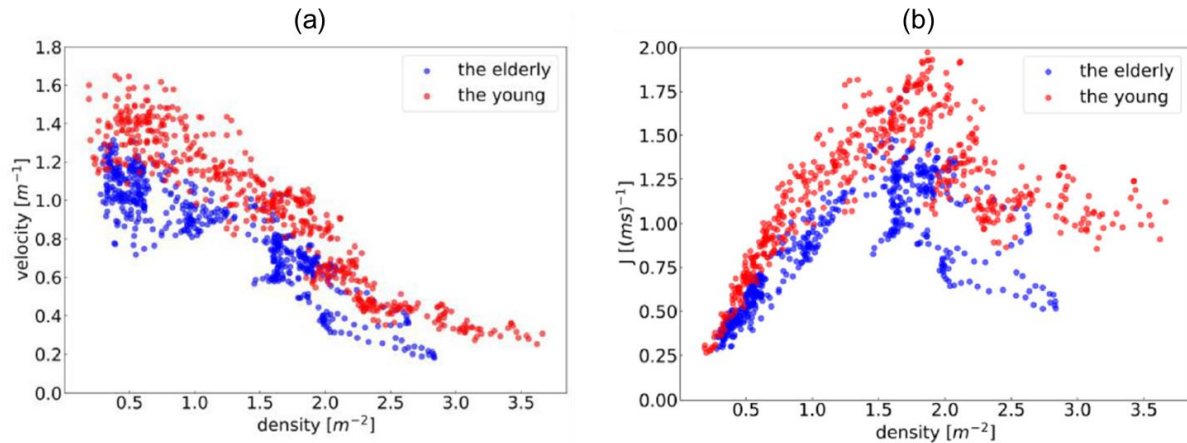 (a)
1.8
1.6
1.4
1.2
1.0
0.8
0.6
0.4
0.2
0.0
velocity [m⁻¹]
the elderly
the young
0.5 1.0 1.5 2.0 2.5 3.0 3.5
density [m⁻²]
(b)
2.00
1.75
1.50
1.25
1.00
0.75
0.50
0.25
0.00
J [(ms)⁻¹]
the elderly
the young
0.5 1.0 1.5 2.0 2.5 3.0 3.5
density [m⁻²]